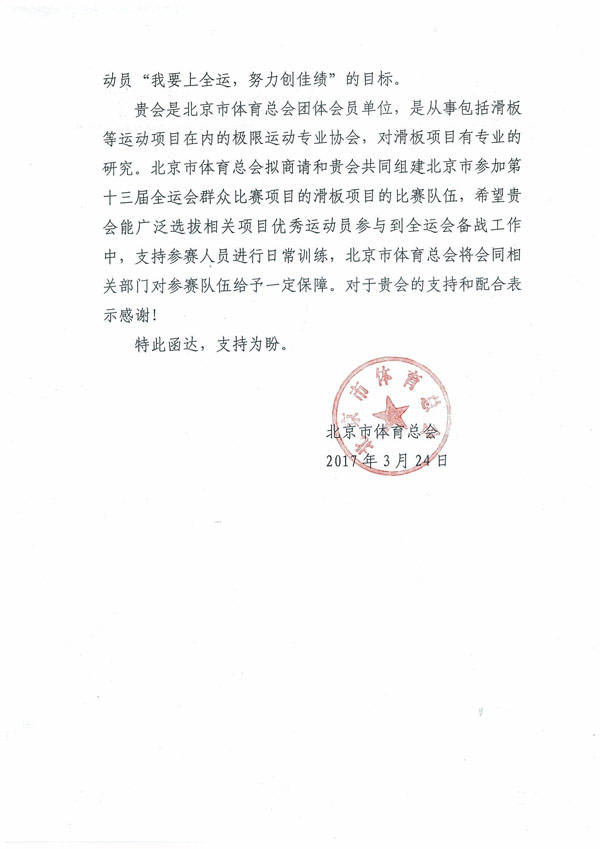 动员“我要上全运，努力创佳绩”的目标。
贵会是北京市体育总会团体会员单位，是从事包括滑板
等运动项目在内的极限运动专业协会，对滑板项目有专业的
研究。北京市体育总会拟商请和贵会共同组建北京市参加第
十三届全运会群众比赛项目的滑板项目的比赛队伍，希望贵
会能广泛选拔相关项目优秀运动员参与到全运会备战工作
中，支持参赛人员进行日常训练，北京市体育总会将会同相
关部门对参赛队伍给予一定保障。对于贵会的支持和配合表
示感谢！
特此函达，支持为盼。
北京市体育总会
北京市体育总会
2017年3月24日